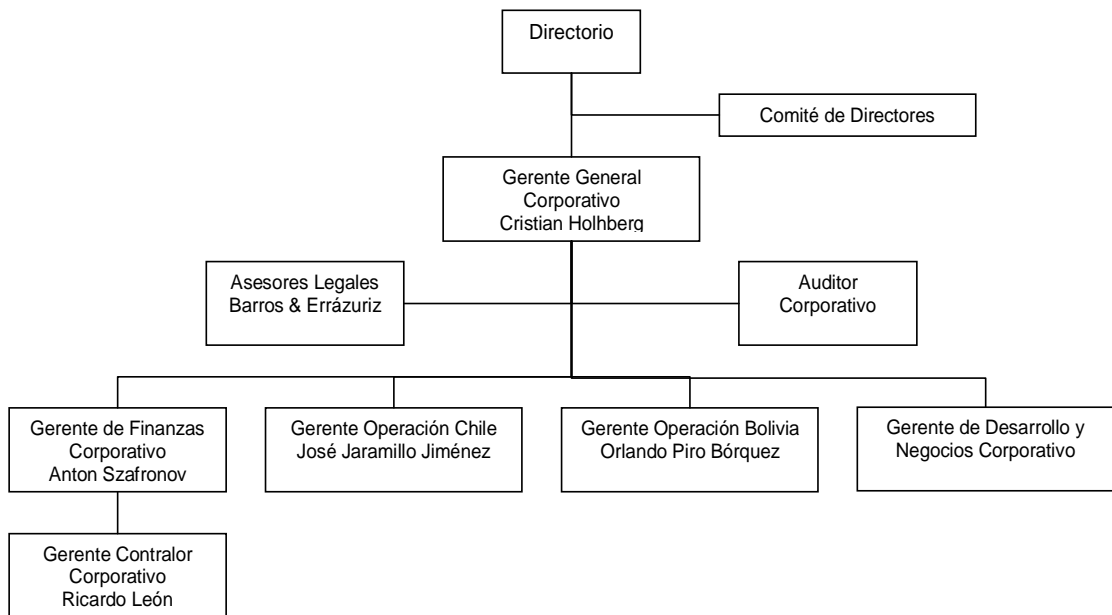 Directorio
Comité de Directores
Gerente General
Corporativo
Cristian Holhberg
Asesores Legales
Barros & Errázuriz
Auditor
Corporativo
Gerente de Finanzas
Corporativo
Anton Szafronov
Gerente Operación Chile
José Jaramillo Jiménez
Gerente Operación Bolivia
Orlando Piro Bórquez
Gerente de Desarrollo y
Negocios Corporativo
Gerente Contralor
Corporativo
Ricardo León